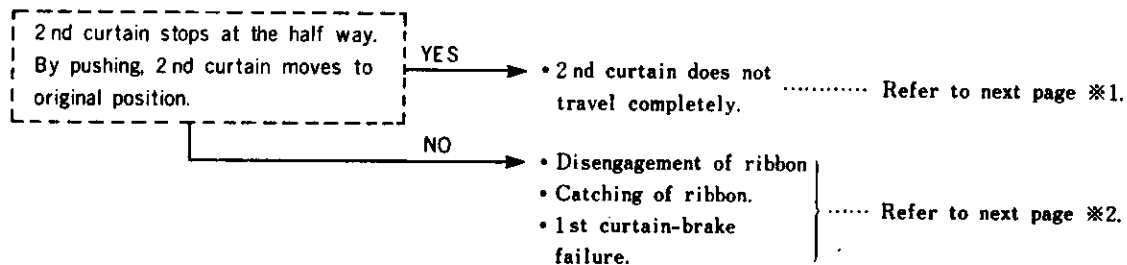 2 nd curtain stops at the half way.
By pushing, 2 nd curtain moves to
original position.
YES
• 2 nd curtain does not
travel completely. ·········· Refer to next page ※1.
NO
• Disengagement of ribbon
• Catching of ribbon.
• 1 st curtain-brake
failure.
······ Refer to next page ※2.